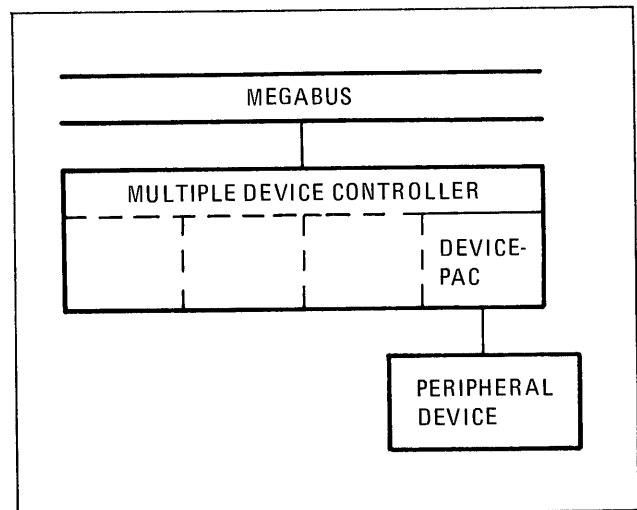 MEGABUS
MULTIPLE DEVICE CONTROLLER
DEVICE-
PAC
PERIPHERAL
DEVICE